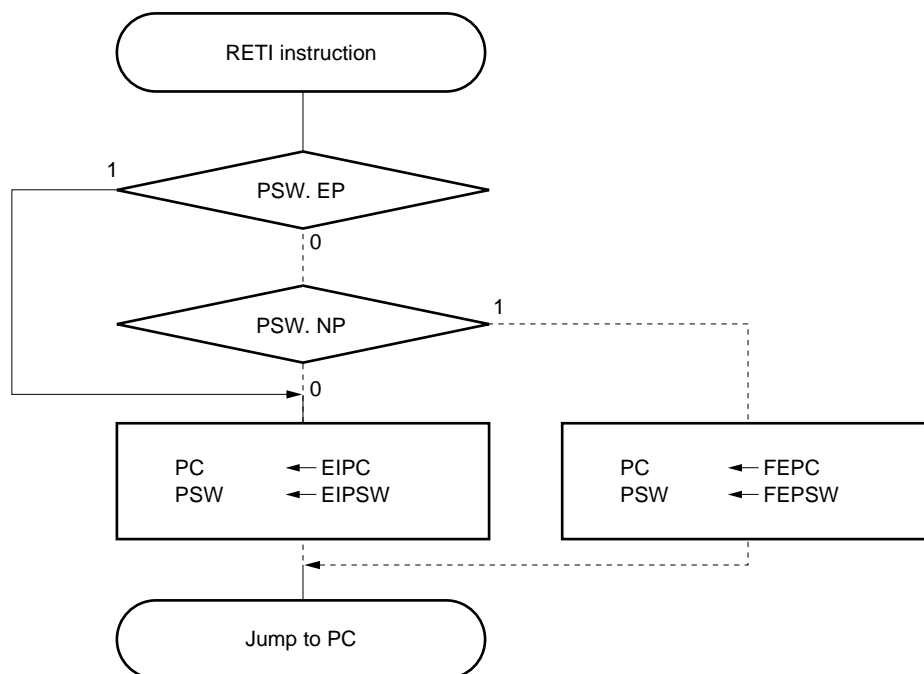 RETI instruction
1
PSW. EP
0
PSW. NP
1
0
PC ← EIPC
PSW ← EIPSW
PC ← FEPC
PSW ← FEPSW
Jump to PC